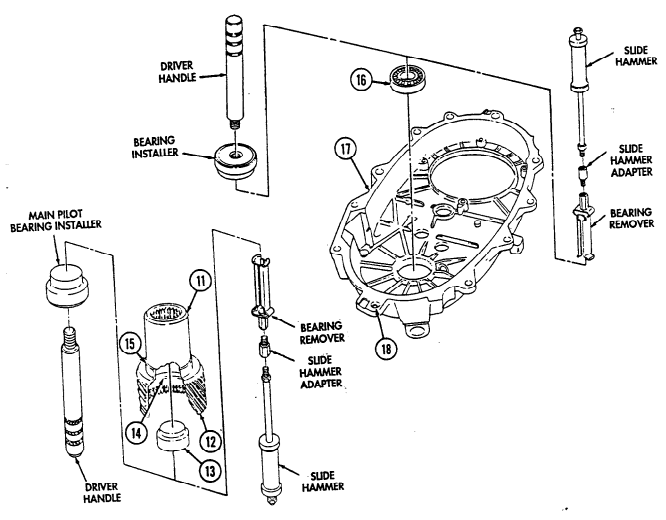 DRIVER
HANDLE
16
SLIDE
HAMMER
BEARING
INSTALLER
17
SLIDE
HAMMER
ADAPTER
MAIN PILOT
BEARING INSTALLER
BEARING
REMOVER
11
BEARING
REMOVER
15
18
SLIDE
HAMMER
ADAPTER
14
12
13
DRIVER
HANDLE
SLIDE
HAMMER